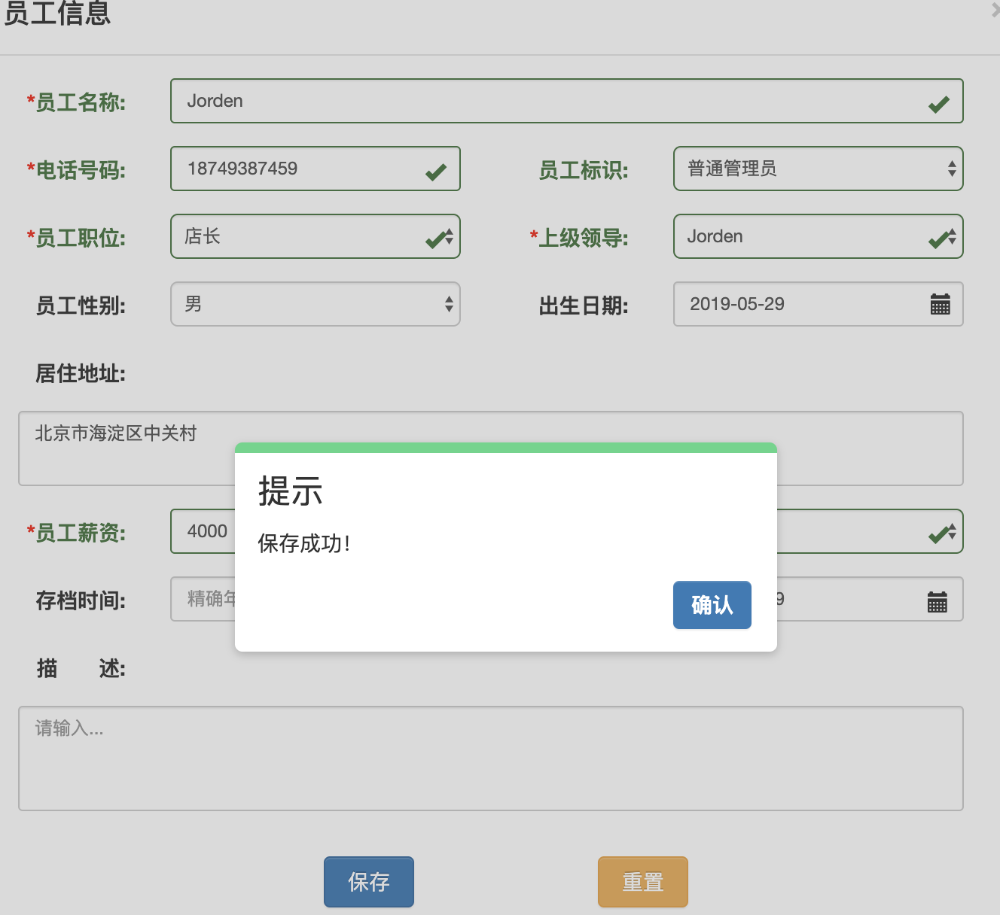 员工信息
*员工名称: Jorden
*电话号码: 18749387459 员工标识: 普通管理员
*员工职位: 店长 *上级领导: Jorden
员工性别: 男 出生日期: 2019-05-29
居住地址:
北京市海淀区中关村
提示
*员工薪资: 4000
保存成功!
存档时间: 精确年 9
确认
描 述:
请输入...
保存 重置